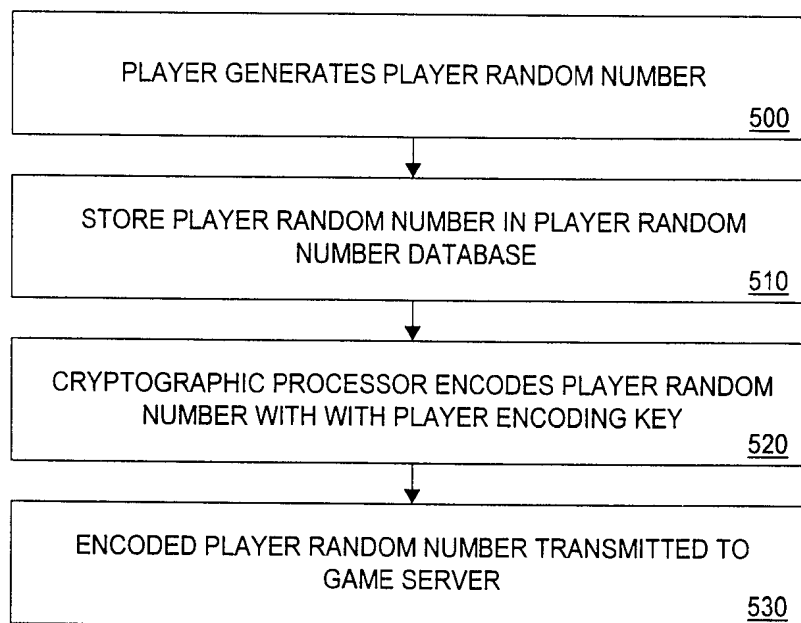 PLAYER GENERATES PLAYER RANDOM NUMBER
500
STORE PLAYER RANDOM NUMBER IN PLAYER RANDOM
NUMBER DATABASE
510
CRYPTOGRAPHIC PROCESSOR ENCODES PLAYER RANDOM
NUMBER WITH WITH PLAYER ENCODING KEY
520
ENCODED PLAYER RANDOM NUMBER TRANSMITTED TO
GAME SERVER
530